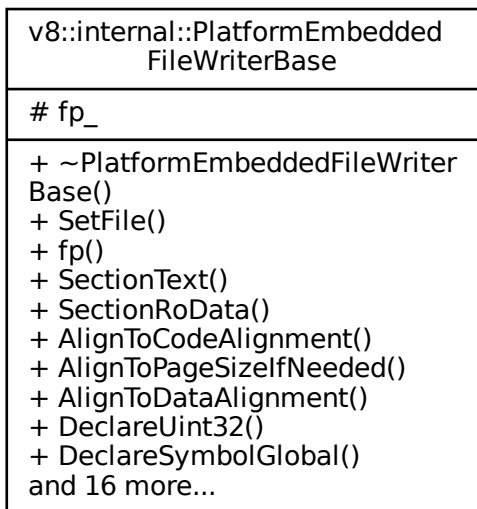 v8::internal::PlatformEmbedded
FileWriterBase
# fp_
+ ~PlatformEmbeddedFileWriter
Base()
+ SetFile()
+ fp()
+ SectionText()
+ SectionRoData()
+ AlignToCodeAlignment()
+ AlignToPageSizeIfNeeded()
+ AlignToDataAlignment()
+ DeclareUint32()
+ DeclareSymbolGlobal()
and 16 more...